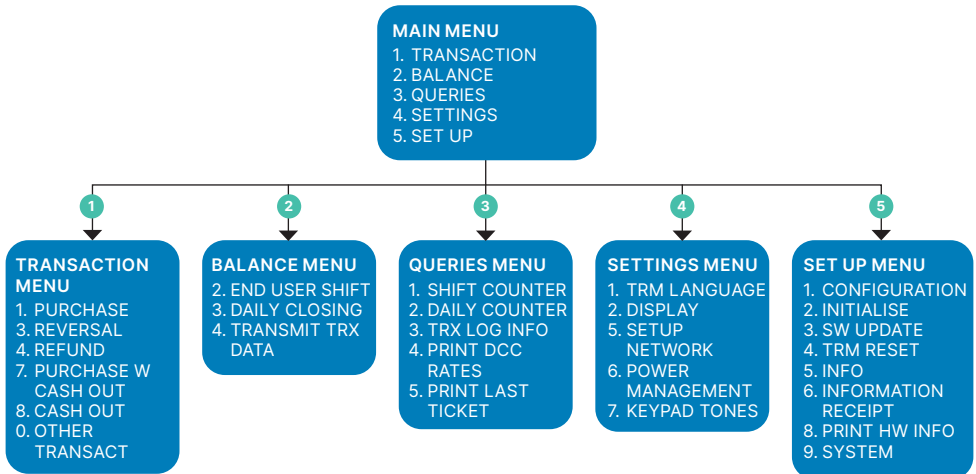 MAIN MENU
1. TRANSACTION
2. BALANCE
3. QUERIES
4. SETTINGS
5. SET UP
1
2
3
4
5
TRANSACTION
MENU
1. PURCHASE
3. REVERSAL
4. REFUND
7. PURCHASE W
CASH OUT
8. CASH OUT
0. OTHER
TRANSACT
BALANCE MENU
2. END USER SHIFT
3. DAILY CLOSING
4. TRANSMIT TRX
DATA
QUERIES MENU
1. SHIFT COUNTER
2. DAILY COUNTER
3. TRX LOG INFO
4. PRINT DCC
RATES
5. PRINT LAST
TICKET
SETTINGS MENU
1. TRM LANGUAGE
2. DISPLAY
5. SETUP
NETWORK
6. POWER
MANAGEMENT
7. KEYPAD TONES
SET UP MENU
1. CONFIGURATION
2. INITIALISE
3. SW UPDATE
4. TRM RESET
5. INFO
6. INFORMATION
RECEIPT
8. PRINT HW INFO
9. SYSTEM